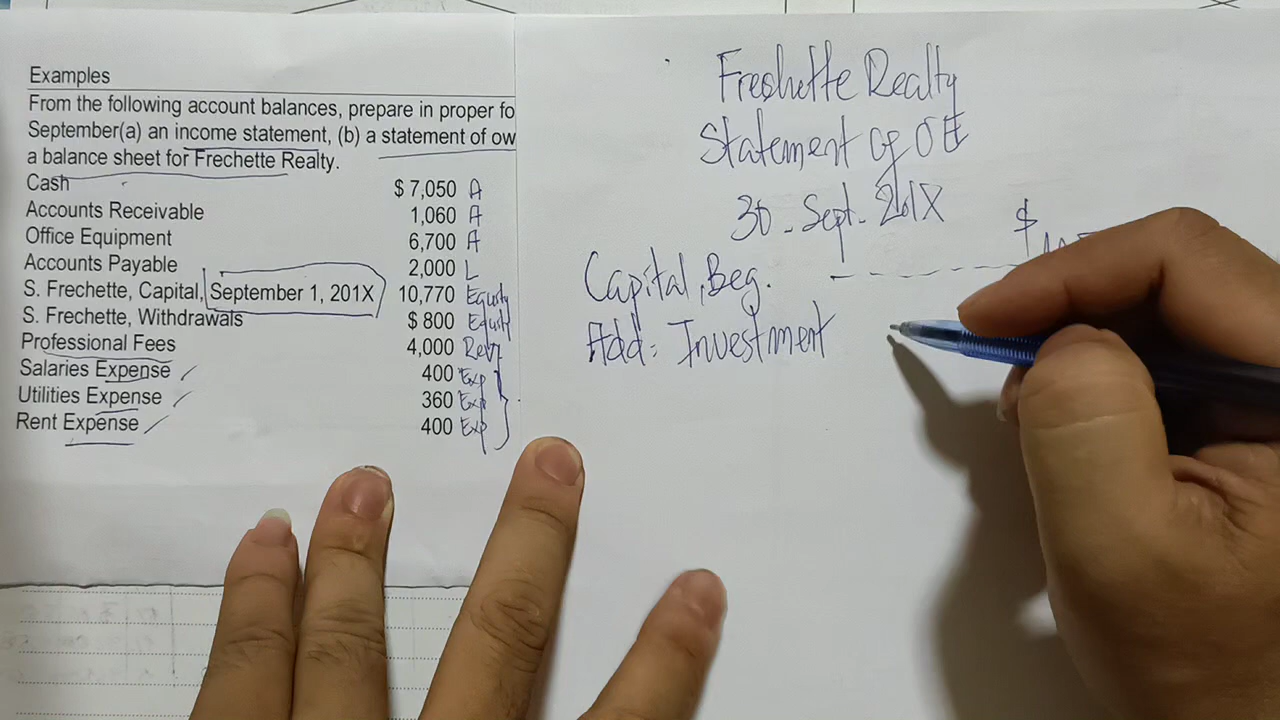 Examples
From the following account balances, prepare in proper fo
September(a) an income statement, (b) a statement of ow
a balance sheet for Frechette Realty.
Cash $ 7,050 A
Accounts Receivable 1,060 A
Office Equipment 6,700 A
Accounts Payable 2,000 L
S. Frechette, Capital, September 1, 201X 10,770 Equity
S. Frechette, Withdrawals $ 800 Equity
Professional Fees 4,000 Rev
Salaries Expense 400 Exp
Utilities Expense 360 Exp
Rent Expense 400 Exp
Freshette Realty
Statement of OE
30 - Sept. 201X
$
Capital, Beg.
Add: Investment